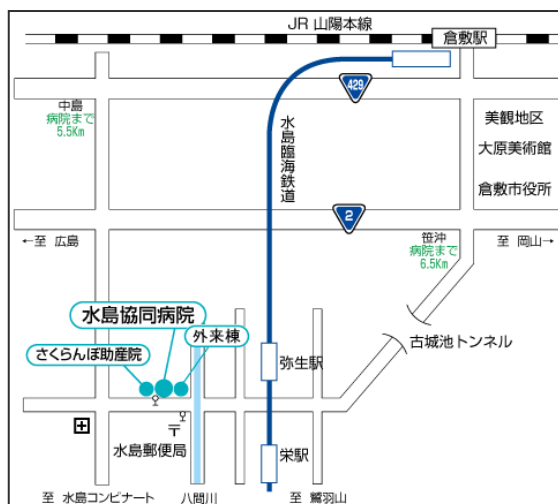 JR 山陽本線
倉敷駅
429
中島
病院まで
5.5Km
水島臨海鉄道
美観地区
大原美術館
倉敷市役所
2
←至 広島
笹沖
病院まで
6.5Km
至 岡山→
水島協同病院
外来棟
さくらんぼ助産院
弥生駅
古城池トンネル
〒
水島郵便局
栄駅
至 水島コンビナート
八間川
至 鷲羽山